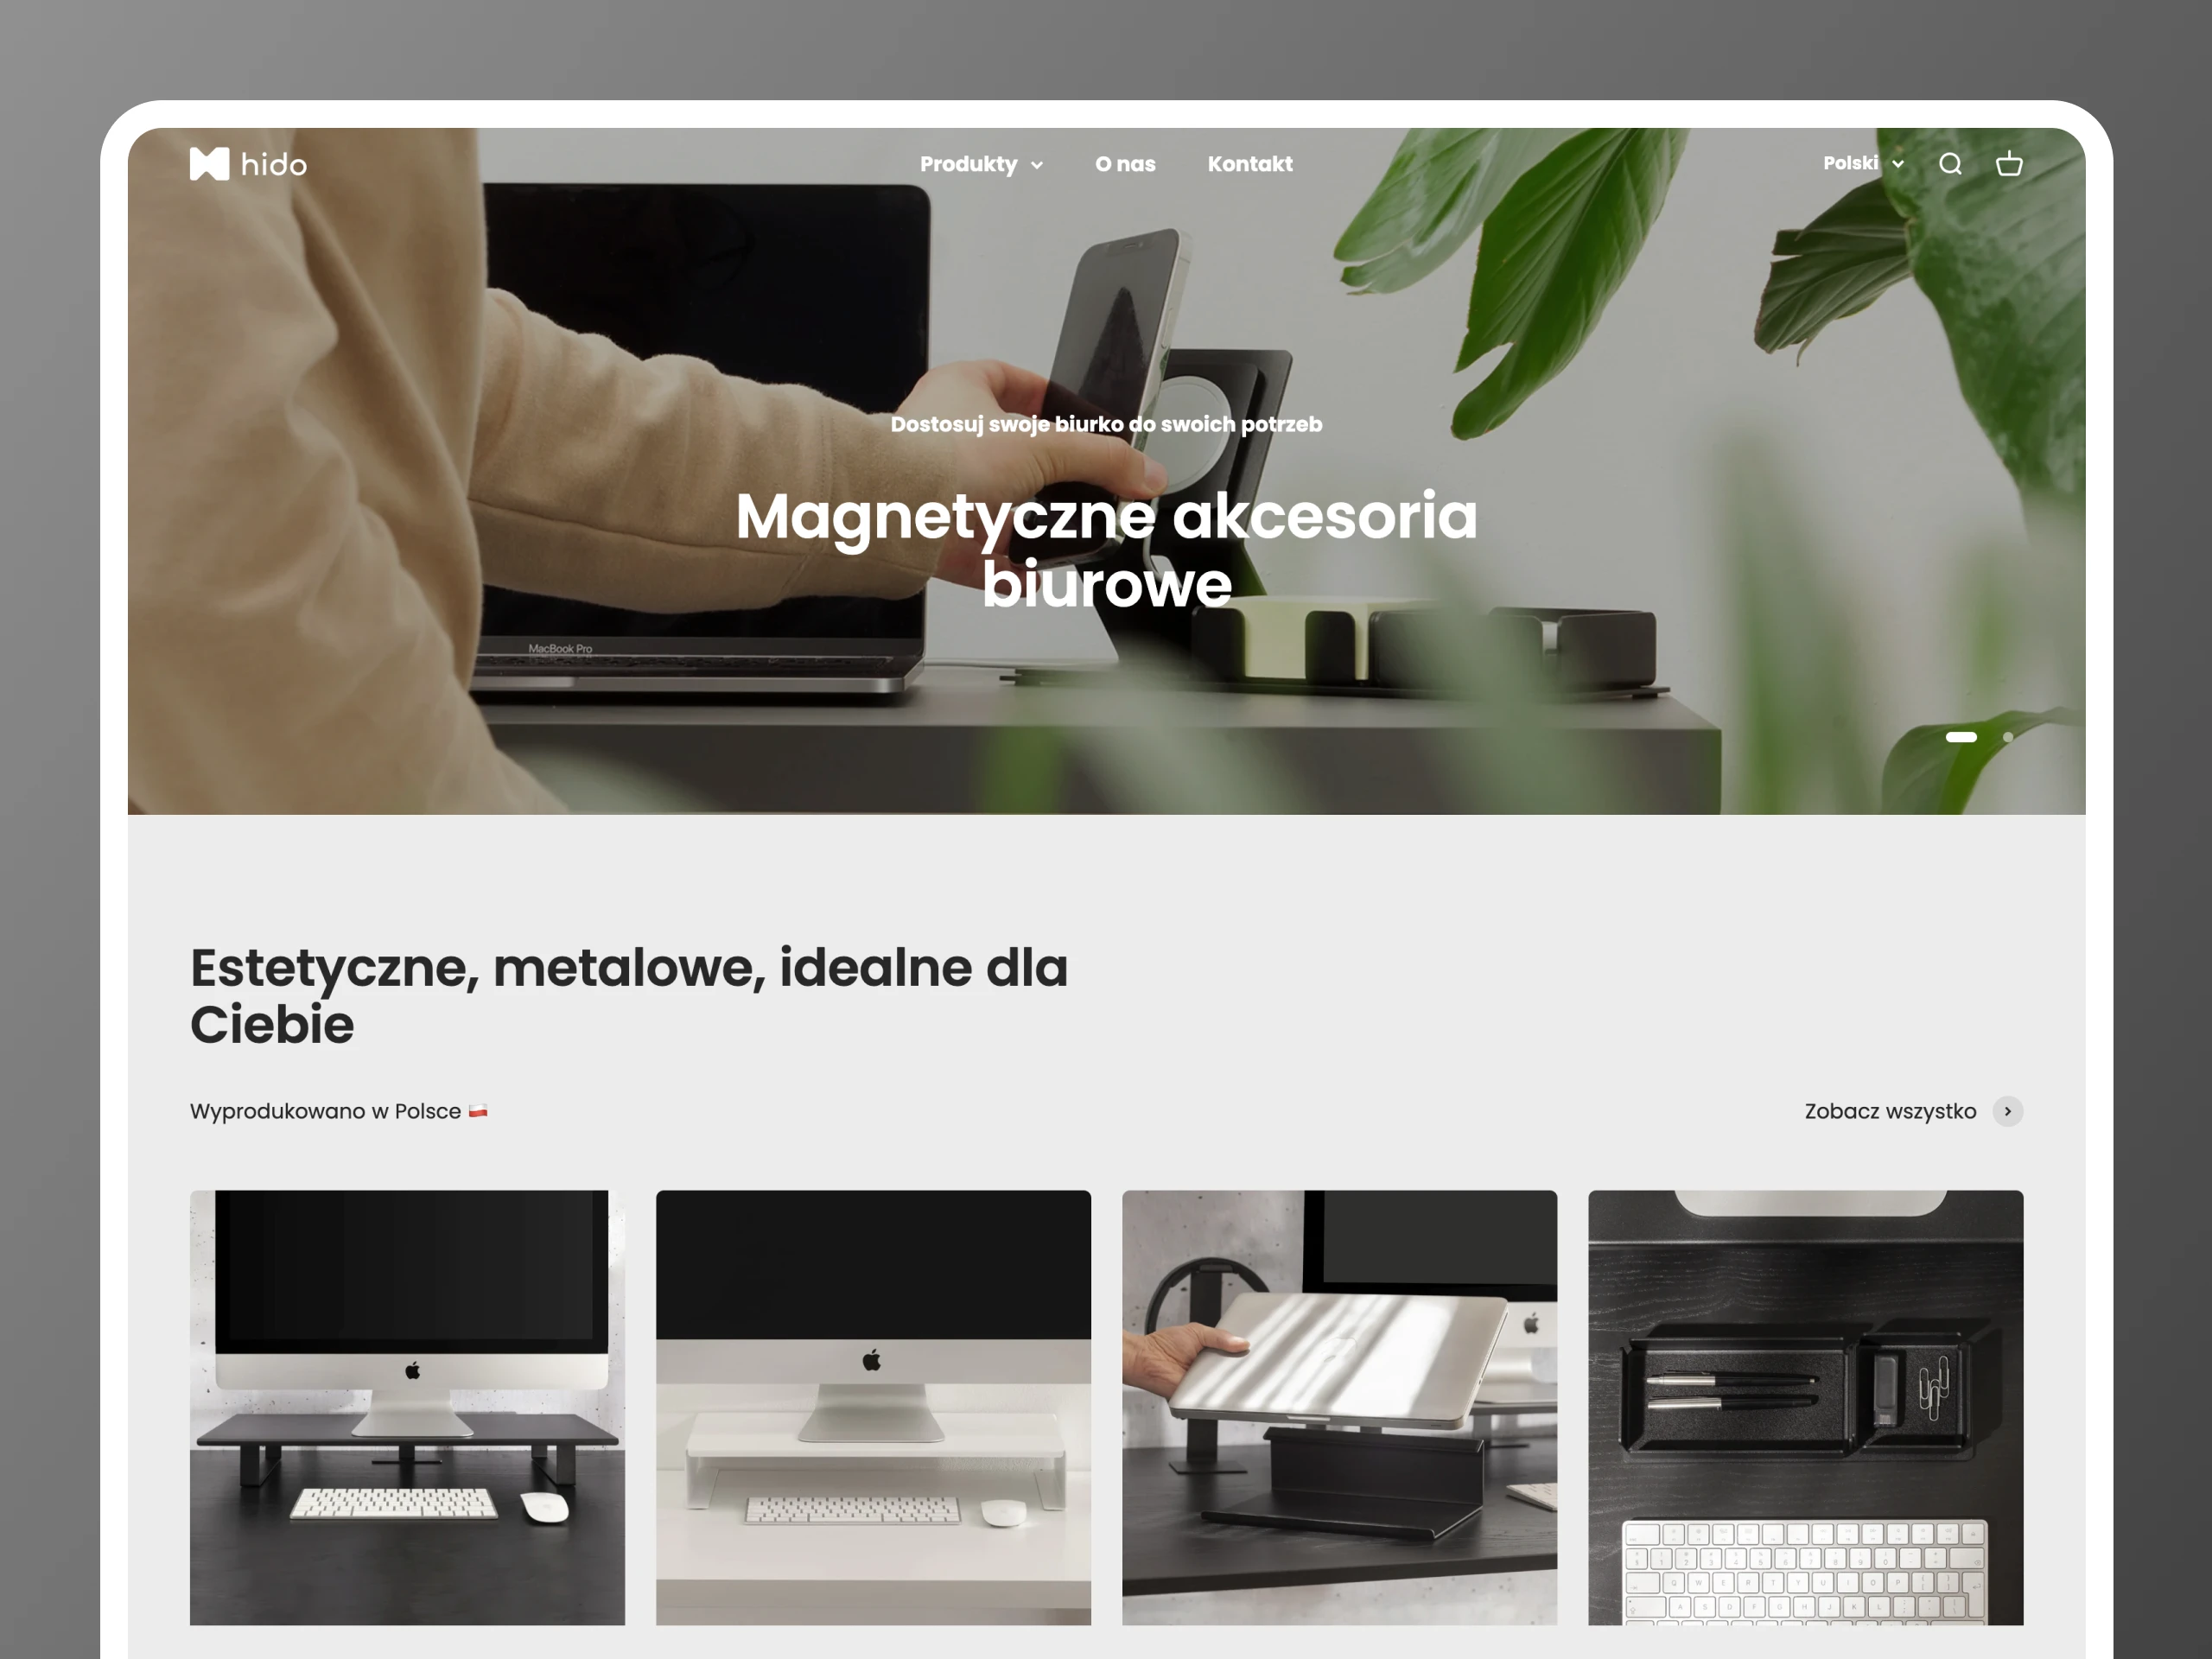 hido
Produkty
O nas
Kontakt
Polski
Dostosuj swoje biurko do swoich potrzeb
Magnetyczne akcesoria
biurowe
MacBook Pro
Estetyczne, metalowe, idealne dla
Ciebie
Wyprodukowano w Polsce 🇵🇱
Zobacz wszystko